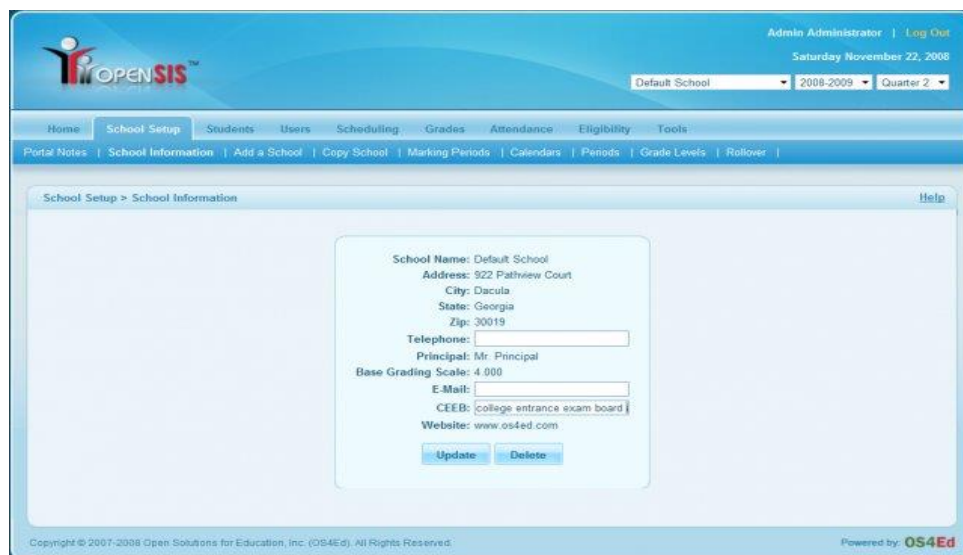 Admin Administrator | Log Out
OPENSIS™
Saturday November 22, 2008
Default School 2008-2009 Quarter 2
Home School Setup Students Users Scheduling Grades Attendance Eligibility Tools
Portal Notes | School Information | Add a School | Copy School | Marking Periods | Calendars | Periods | Grade Levels | Rollover |
School Setup > School Information Help
School Name: Default School
Address: 922 Pathview Court
City: Dacula
State: Georgia
Zip: 30019
Telephone:
Principal: Mr. Principal
Base Grading Scale: 4.000
E-Mail:
CEEB: college entrance exam board
Website: www.os4ed.com
Update Delete
Copyright © 2007-2008 Open Solutions for Education, Inc. (OS4Ed). All Rights Reserved. Powered by: OS4Ed